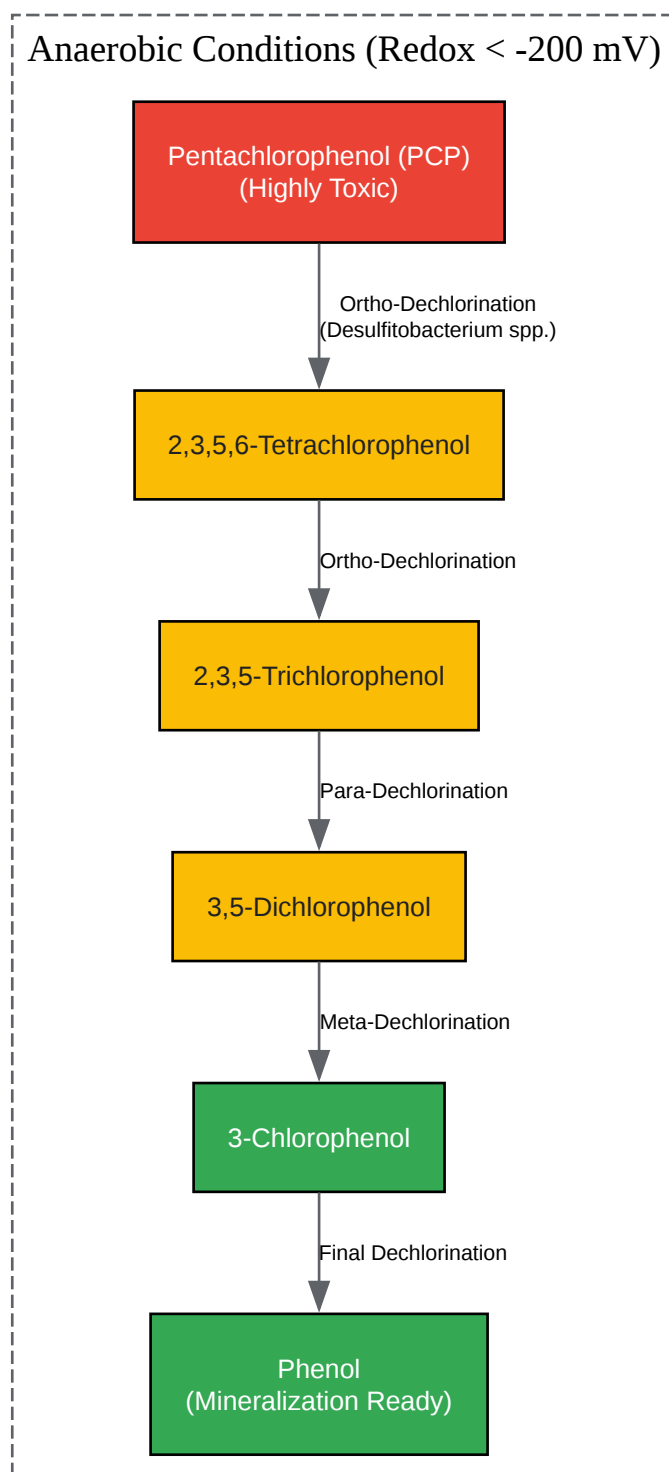 Anaerobic Conditions (Redox < -200 mV)
Pentachlorophenol (PCP)
(Highly Toxic)
Ortho-Dechlorination
(Desulfitobacterium spp.)
2,3,5,6-Tetrachlorophenol
Ortho-Dechlorination
2,3,5-Trichlorophenol
Para-Dechlorination
3,5-Dichlorophenol
Meta-Dechlorination
3-Chlorophenol
Final Dechlorination
Phenol
(Mineralization Ready)